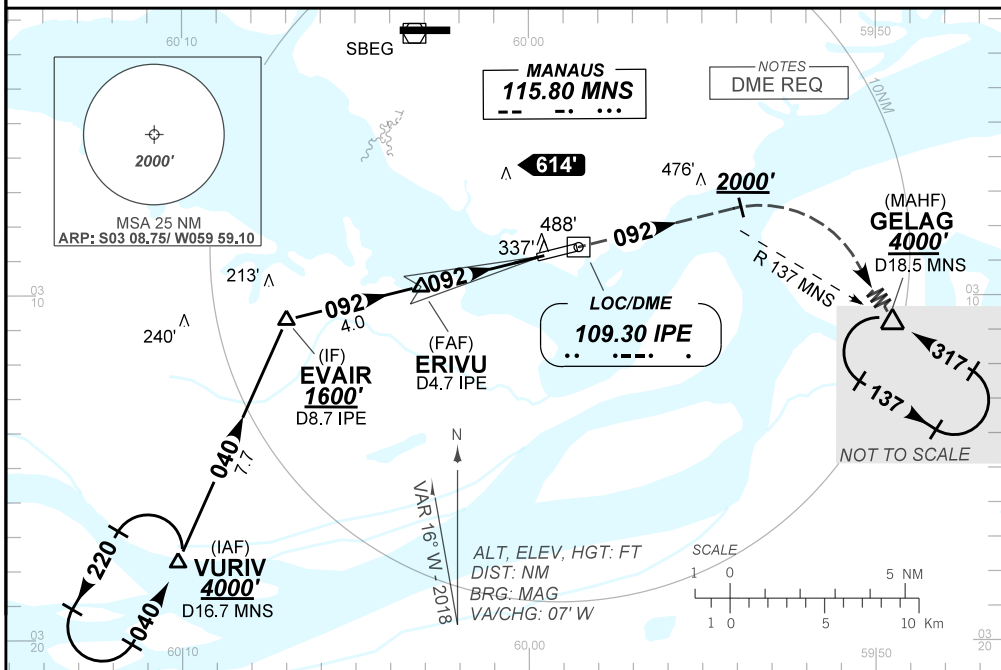 60 10
60 00
59 50
SBEG
10NM
MANAUS
115.80 MNS
NOTES
DME REQ
2000'
MSA 25 NM
ARP: S03 08.75/ W059 59.10
614'
476'
2000'
488'
337'
092
(MAHF)
GELAG
4000'
D18.5 MNS
R 137 MNS
213'
240'
092
4.0
092
03
10
03
10
(IF)
EVAIR
1600'
D8.7 IPE
(FAF)
ERIVU
D4.7 IPE
LOC/DME
109.30 IPE
317
137
NOT TO SCALE
040
7.7
N
VAR 16° W - 2018
220
040
(IAF)
VURIV
4000'
D16.7 MNS
ALT, ELEV, HGT: FT
DIST: NM
BRG: MAG
VA/CHG: 07' W
SCALE
1 0 5 NM
1 0 5 10 Km
03
20
60 10
60 00
59 50
03
20